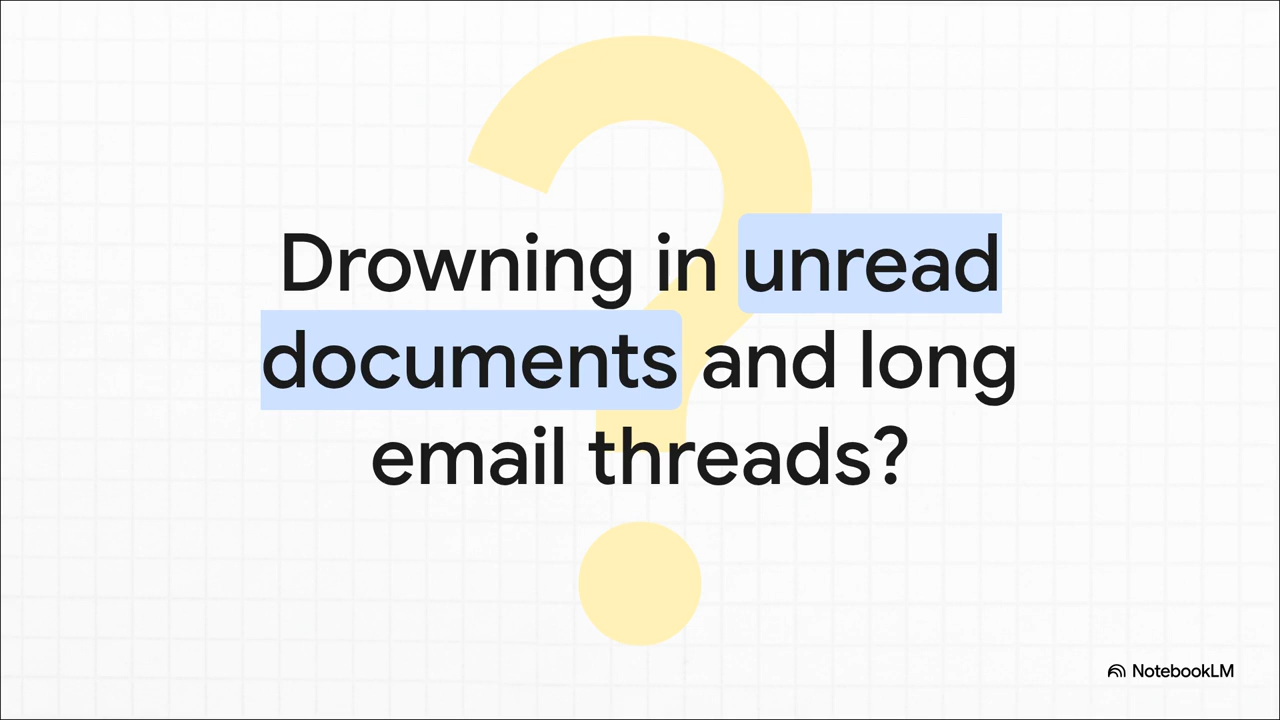 Drowning in unread
documents and long
email threads?
NotebookLM